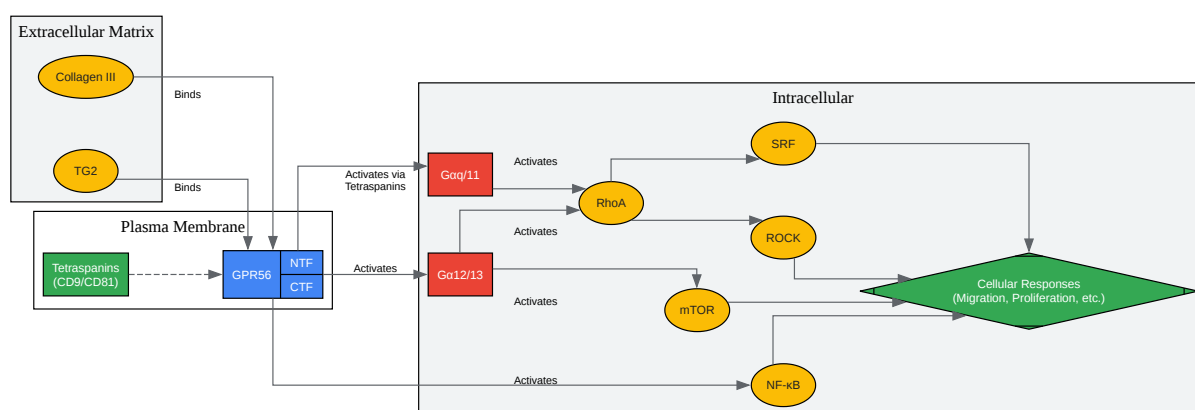 Extracellular Matrix
Collagen III
Binds
TG2
Binds
Plasma Membrane
Tetraspanins
(CD9/CD81)
GPR56
NTF
CTF
Activates via
Tetraspanins
Activates
Intracellular
Gαq/11
Activates
Gα12/13
Activates
Activates
RhoA
SRF
ROCK
mTOR
Activates
NF-κB
Cellular Responses
(Migration, Proliferation, etc.)